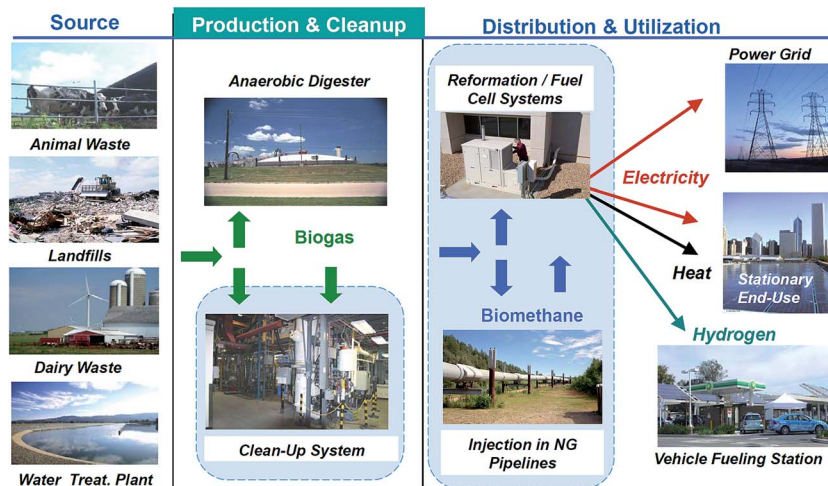 Source
Production & Cleanup
Distribution & Utilization
Animal Waste
Landfills
Dairy Waste
Water Treat. Plant
Anaerobic Digester
Biogas
Clean-Up System
Reformation / Fuel
Cell Systems
Biomethane
Injection in NG
Pipelines
Power Grid
Electricity
Heat
Stationary
End-Use
Hydrogen
Vehicle Fueling Station